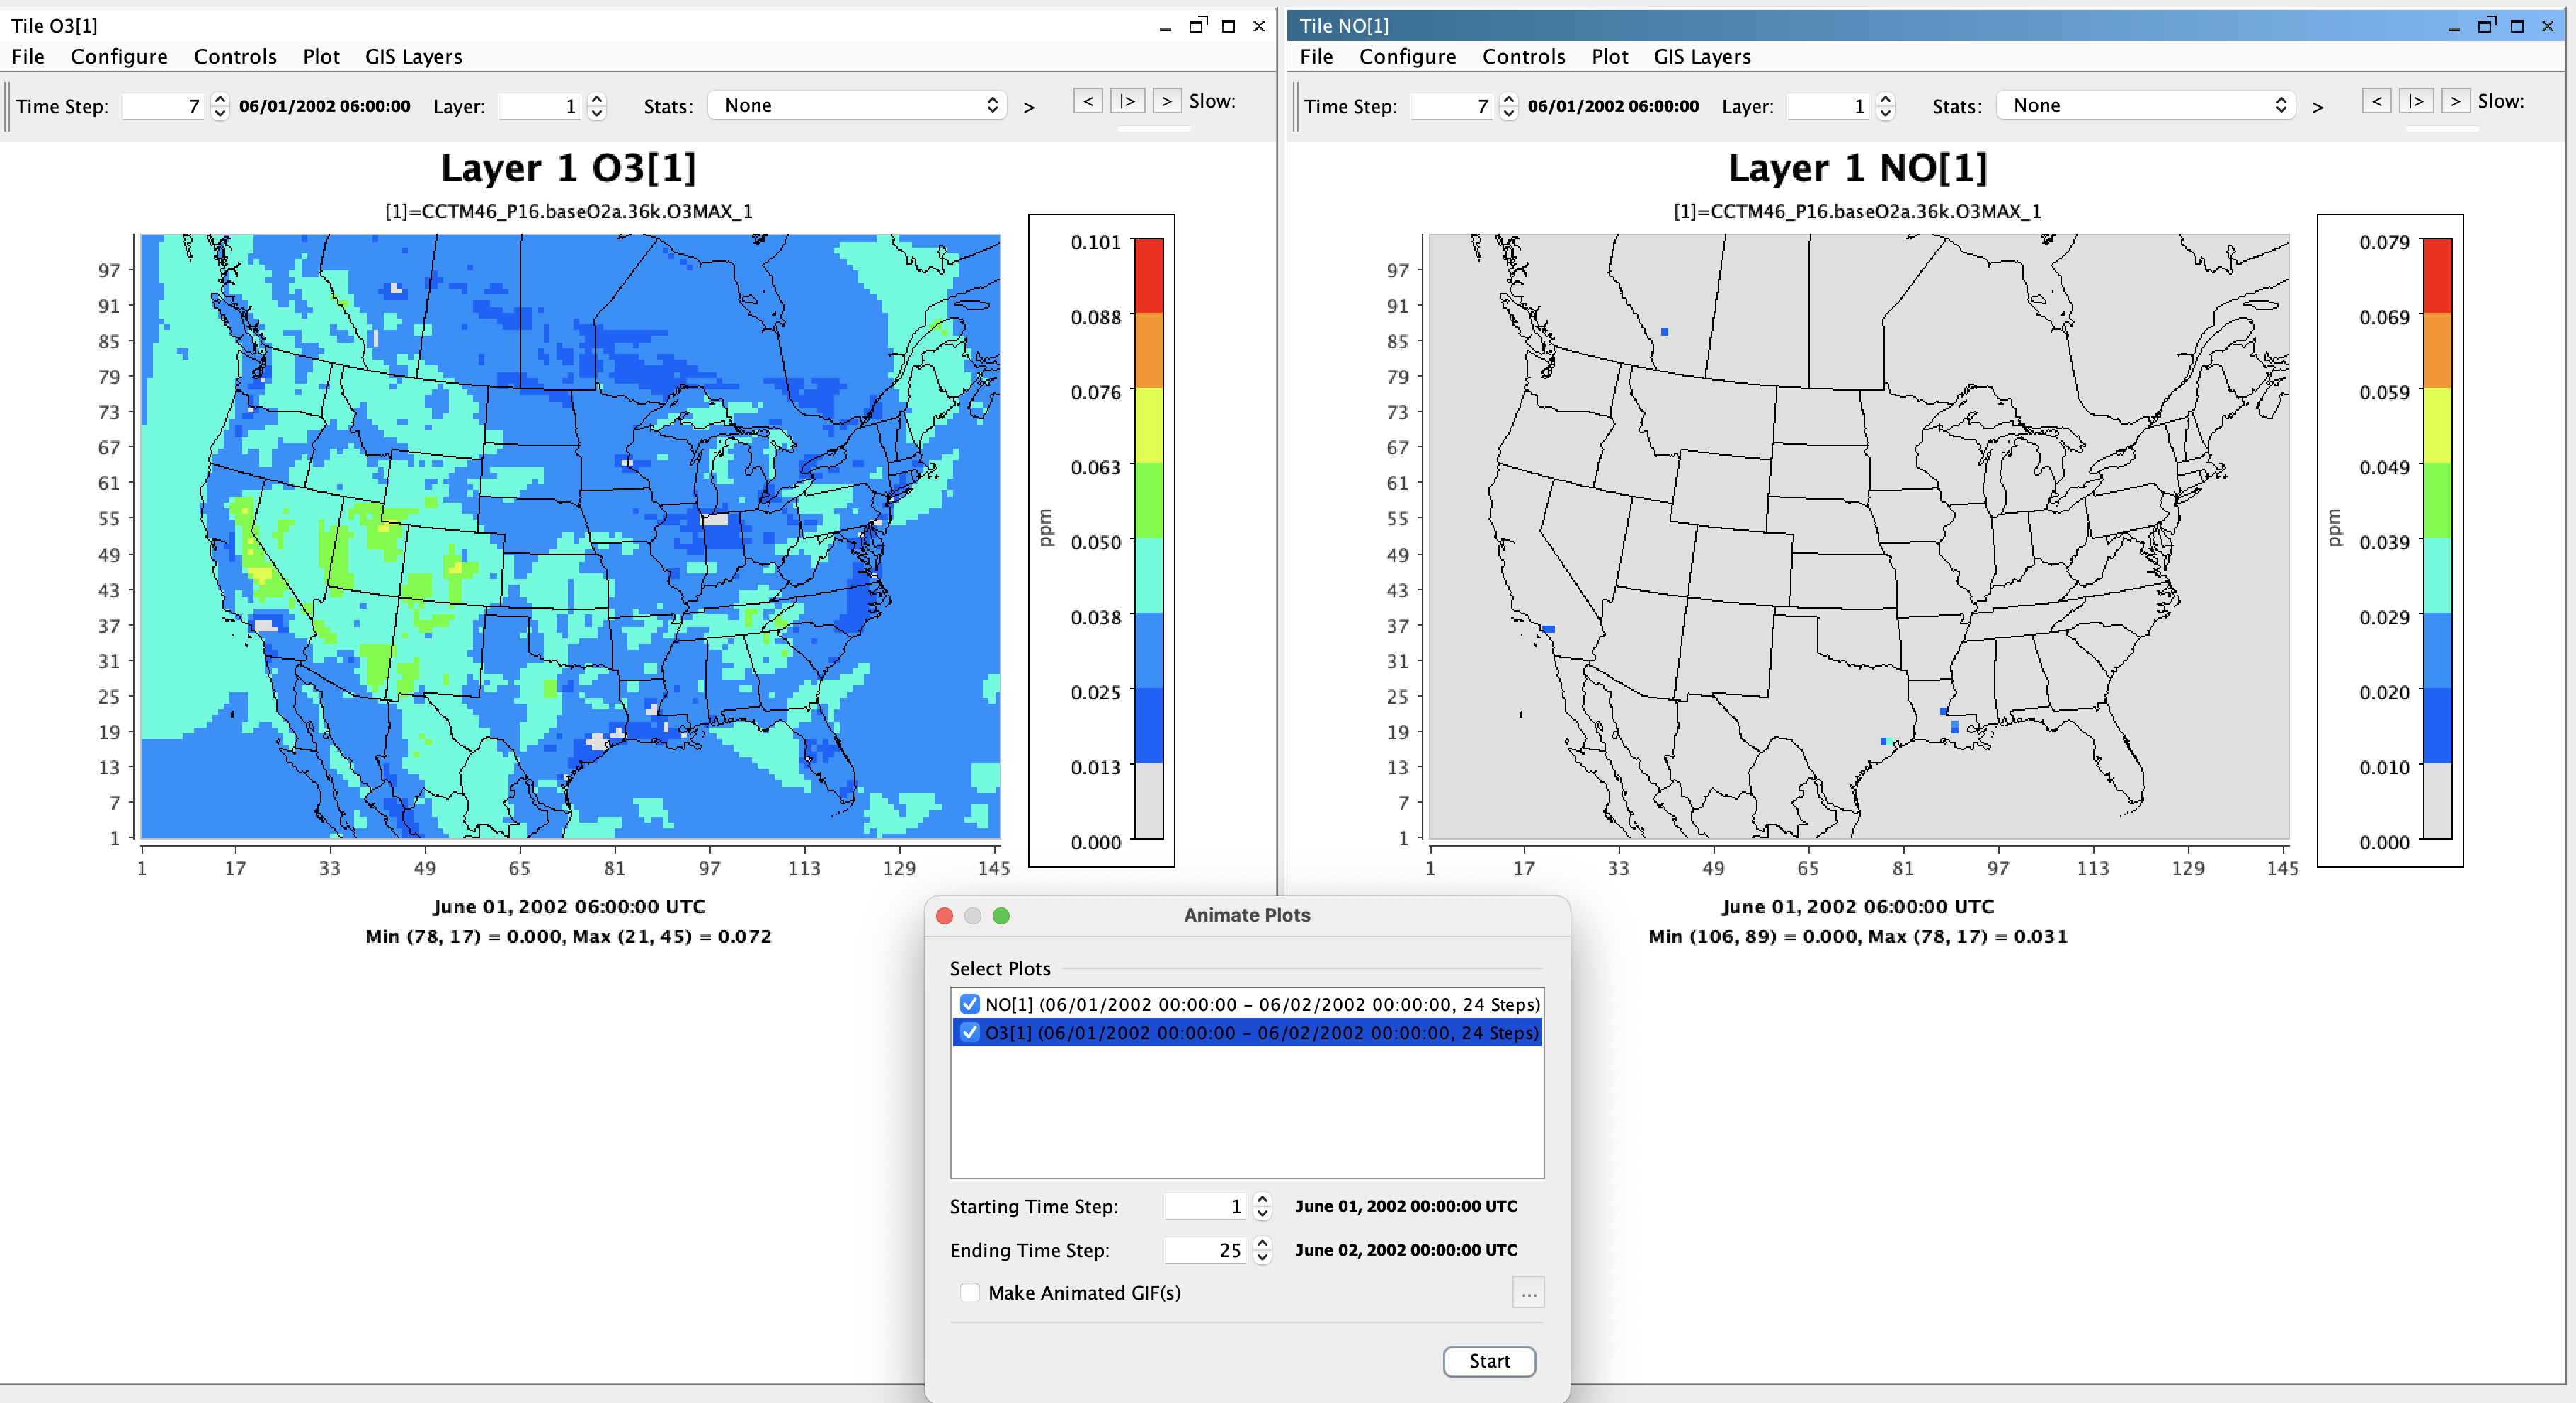 Tile O3[1]
File Configure Controls Plot GIS Layers
Time Step: 7 06/01/2002 06:00:00 Layer: 1 Stats: None > < |> > Slow:
Layer 1 O3[1]
[1]=CCTM46_P16.baseO2a.36k.O3MAX_1
97
91
85
79
73
67
61
55
49
43
37
31
25
19
13
7
1
1 17 33 49 65 81 97 113 129 145
ppm
0.101
0.088
0.076
0.063
0.050
0.038
0.025
0.013
0.000
June 01, 2002 06:00:00 UTC
Min (78, 17) = 0.000, Max (21, 45) = 0.072
Tile NO[1]
File Configure Controls Plot GIS Layers
Time Step: 7 06/01/2002 06:00:00 Layer: 1 Stats: None > < |> > Slow:
Layer 1 NO[1]
[1]=CCTM46_P16.baseO2a.36k.O3MAX_1
97
91
85
79
73
67
61
55
49
43
37
31
25
19
13
7
1
1 17 33 49 65 81 97 113 129 145
ppm
0.079
0.069
0.059
0.049
0.039
0.029
0.020
0.010
0.000
June 01, 2002 06:00:00 UTC
Min (106, 89) = 0.000, Max (78, 17) = 0.031
Animate Plots
Select Plots
NO[1] (06/01/2002 00:00:00 – 06/02/2002 00:00:00, 24 Steps)
O3[1] (06/01/2002 00:00:00 – 06/02/2002 00:00:00, 24 Steps)
Starting Time Step: 1 June 01, 2002 00:00:00 UTC
Ending Time Step: 25 June 02, 2002 00:00:00 UTC
Make Animated GIF(s) ...
Start